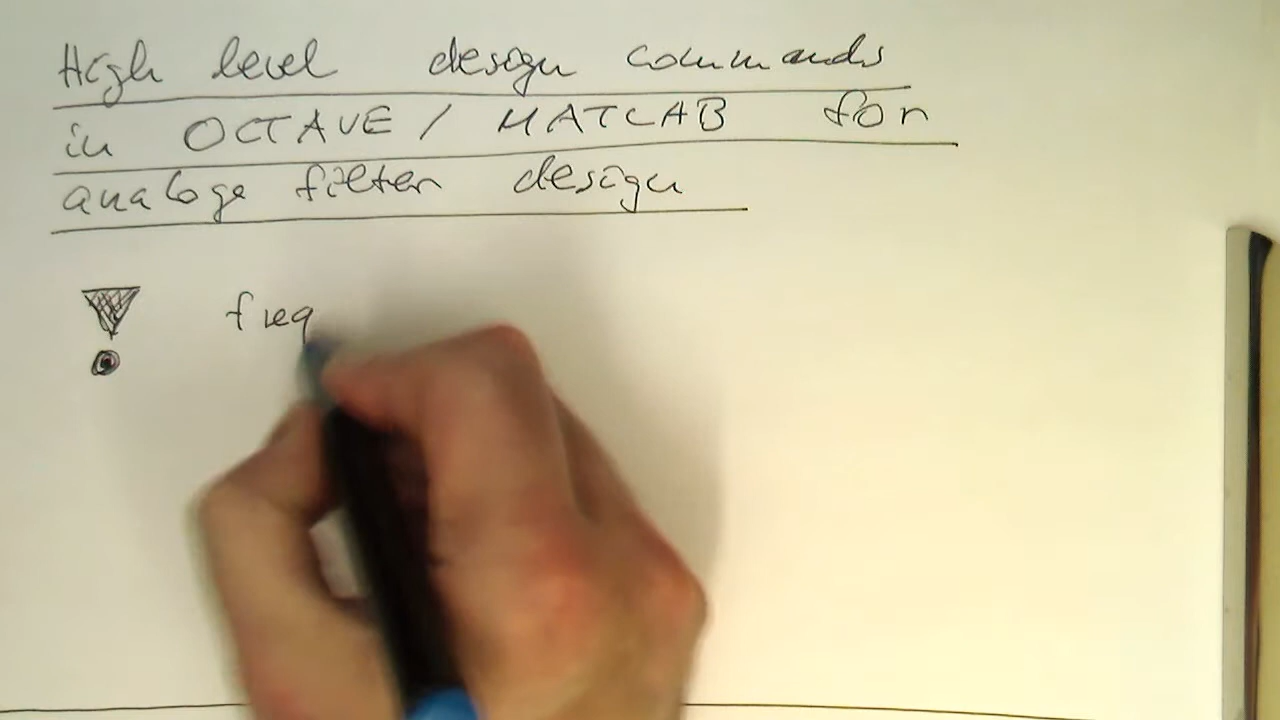 High level design commands
in OCTAVE / MATLAB for
analoge filter design
freq